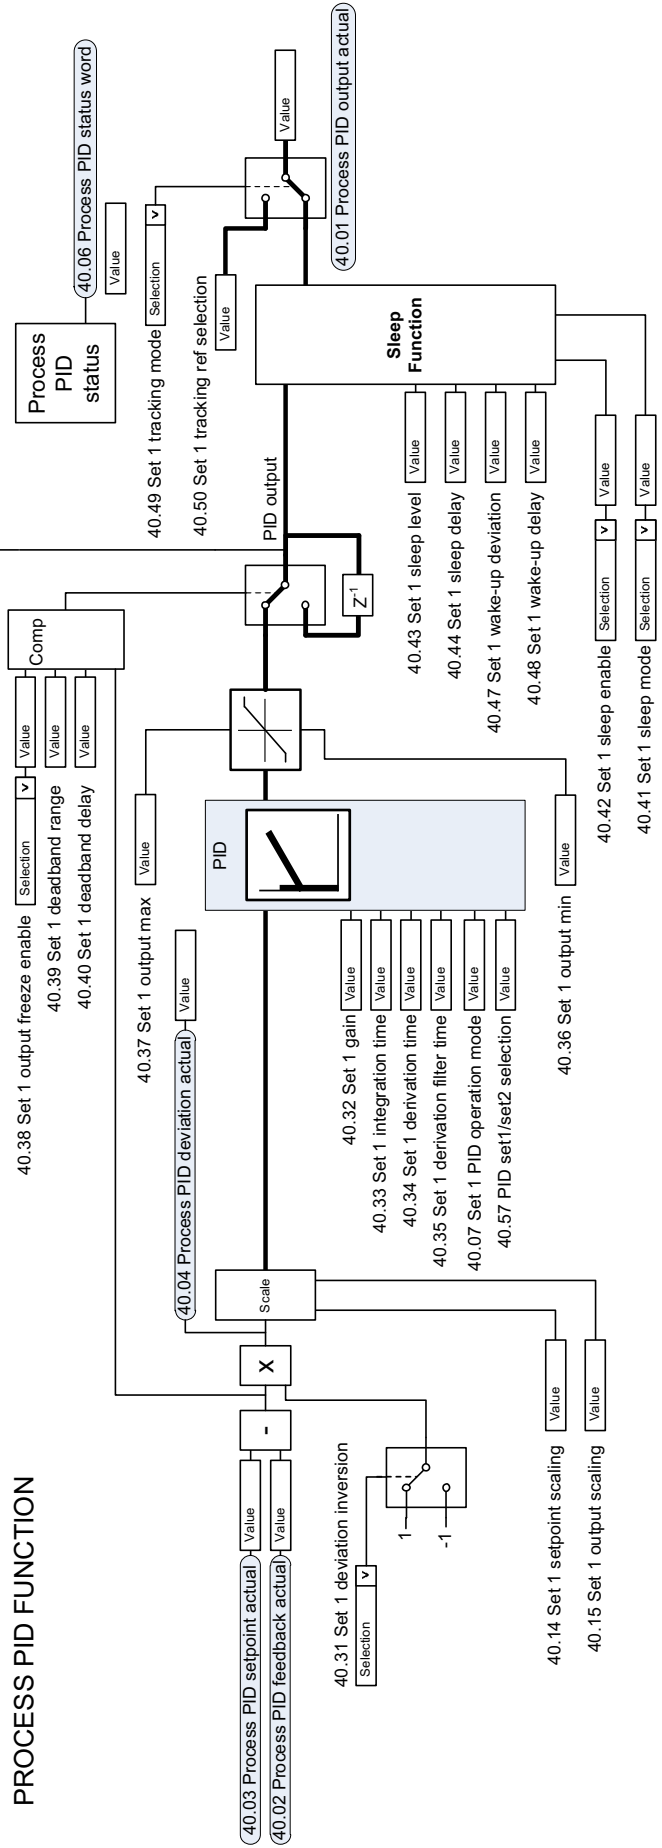 PROCESS PID FUNCTION
40.03 Process PID setpoint actual
Value
40.02 Process PID feedback actual
Value
-
X
40.31 Set 1 deviation inversion
Selection
v
1
-1
40.14 Set 1 setpoint scaling
Value
40.15 Set 1 output scaling
Value
Scale
40.04 Process PID deviation actual
Value
40.38 Set 1 output freeze enable
Selection
v
Value
40.39 Set 1 deadband range
Value
40.40 Set 1 deadband delay
Value
Comp
40.37 Set 1 output max
Value
PID
40.32 Set 1 gain
Value
40.33 Set 1 integration time
Value
40.34 Set 1 derivation time
Value
40.35 Set 1 derivation filter time
Value
40.07 Set 1 PID operation mode
Value
40.57 PID set1/set2 selection
Value
40.36 Set 1 output min
Value
Z-1
PID output
40.43 Set 1 sleep level
Value
40.44 Set 1 sleep delay
Value
40.47 Set 1 wake-up deviation
Value
40.48 Set 1 wake-up delay
Value
40.42 Set 1 sleep enable
Selection
v
Value
40.41 Set 1 sleep mode
Selection
v
Value
Sleep
Function
Process
PID
status
40.06 Process PID status word
Value
40.49 Set 1 tracking mode
Selection
v
40.50 Set 1 tracking ref selection
Value
Value
40.01 Process PID output actual